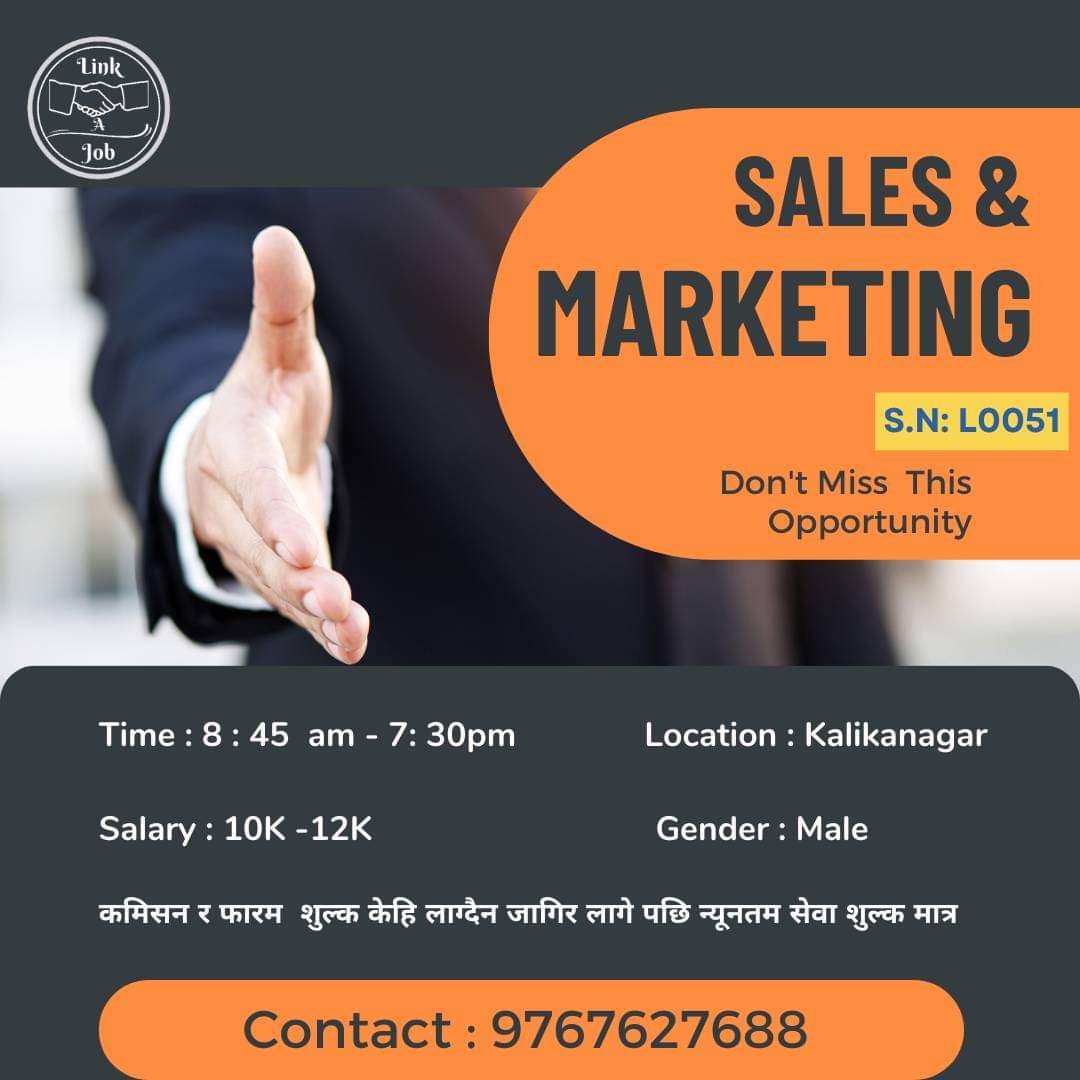 Link
A
Job
SALES &
MARKETING
S.N: L0051
Don't Miss This
Opportunity
Time : 8 : 45 am - 7: 30pm
Location : Kalikanagar
Salary : 10K -12K
Gender : Male
कमिसन र फारम शुल्क केहि लाग्दैन जागिर लागे पछि न्यूनतम सेवा शुल्क मात्र
Contact : 9767627688